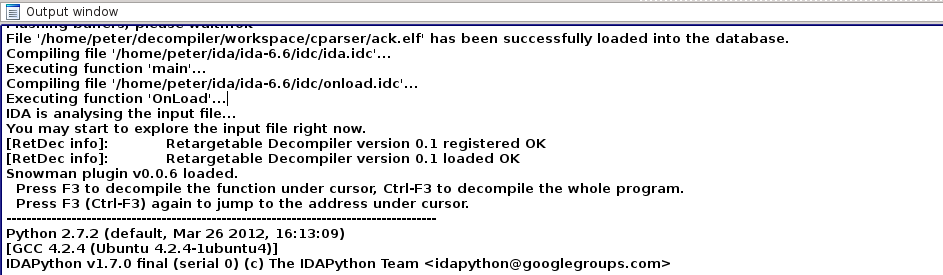 Output window
Flushing buffers, please wait...ok
File '/home/peter/decompiler/workspace/cparser/ack.elf' has been successfully loaded into the database.
Compiling file '/home/peter/ida/ida-6.6/idc/ida.idc'...
Executing function 'main'...
Compiling file '/home/peter/ida/ida-6.6/idc/onload.idc'...
Executing function 'OnLoad'...
IDA is analysing the input file...
You may start to explore the input file right now.
[RetDec info]: Retargetable Decompiler version 0.1 registered OK
[RetDec info]: Retargetable Decompiler version 0.1 loaded OK
Snowman plugin v0.0.6 loaded.
Press F3 to decompile the function under cursor, Ctrl-F3 to decompile the whole program.
Press F3 (Ctrl-F3) again to jump to the address under cursor.
--------------------------------------------------------------------------------------
Python 2.7.2 (default, Mar 26 2012, 16:13:09)
[GCC 4.2.4 (Ubuntu 4.2.4-1ubuntu4)]
IDAPython v1.7.0 final (serial 0) (c) The IDAPython Team <idapython@googlegroups.com>